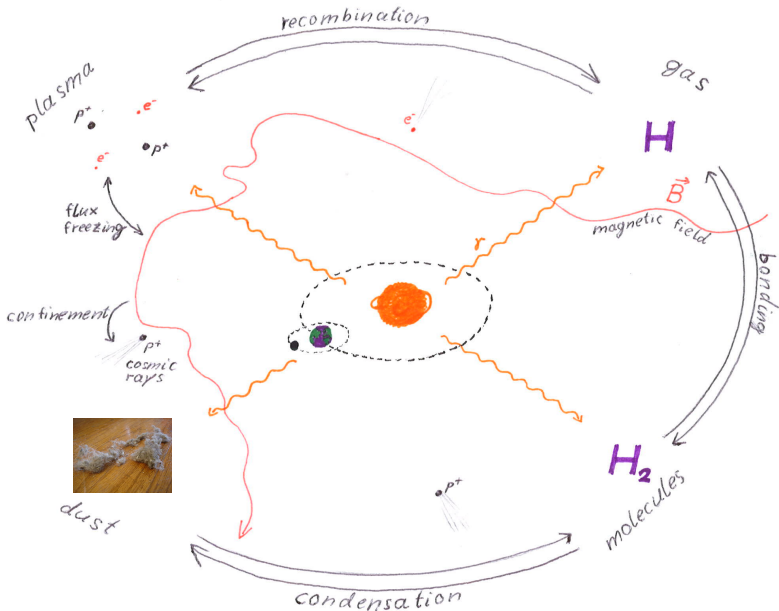 recombination
plasma
gas
e⁻
p⁺
p⁺
e⁻
e⁻
H
flux
freezing
B⃗
magnetic field
γ
bonding
confinement
p⁺
cosmic
rays
H₂
p⁺
dust
molecules
condensation